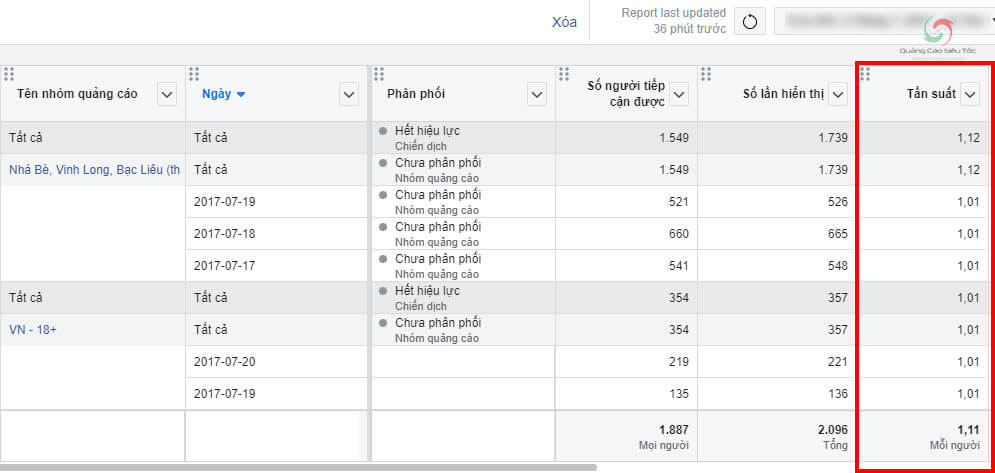 Xóa
Report last updated
36 phút trước
Quảng Cáo Siêu Tốc
Tên nhóm quảng cáo Ngày Phân phối Số người tiếp cận được Số lần hiển thị Tần suất
Tất cả Tất cả Hết hiệu lực 1.549 1.739 1,12
Chiến dịch
Nhà Bè, Vinh Long, Bạc Liêu (th Tất cả Chưa phân phối 1.549 1.739 1,12
Nhóm quảng cáo
2017-07-19 Chưa phân phối 521 526 1,01
Nhóm quảng cáo
2017-07-18 Chưa phân phối 660 665 1,01
Nhóm quảng cáo
2017-07-17 Chưa phân phối 541 548 1,01
Nhóm quảng cáo
Tất cả Tất cả Hết hiệu lực 354 357 1,01
Chiến dịch
VN - 18+ Tất cả Chưa phân phối 354 357 1,01
Nhóm quảng cáo
2017-07-20 219 221 1,01
2017-07-19 135 136 1,01
1.887 2.096 1,11
Mọi người Tổng Mỗi người